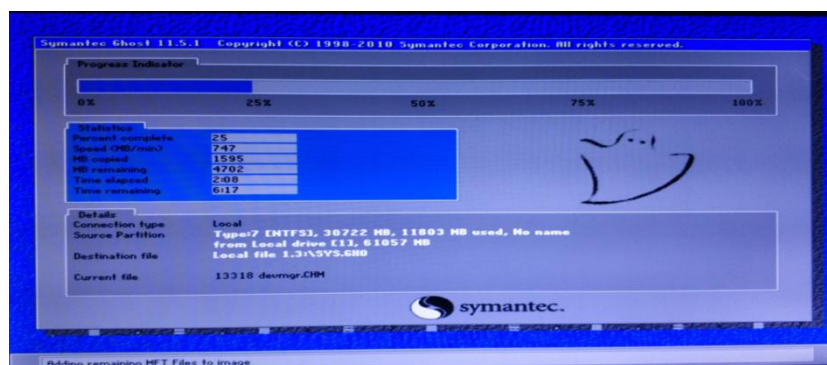 Symantec Ghost 11.5.1 Copyright (C) 1998-2010 Symantec Corporation. All rights reserved.
Progress Indicator
0% 25% 50% 75% 100%
Statistics
Percent complete 25
Speed (MB/min) 747
MB copied 1595
MB remaining 4702
Time elapsed 2:08
Time remaining 6:17
Details
Connection type Local
Source Partition Type:7 [NTFS], 30722 MB, 11803 MB used, No name
from Local drive [1], 61057 MB
Destination file Local file 1.3:\SYS.GHO
Current file 13318 devmgr.CHM
symantec.
Adding remaining MFT Files to image